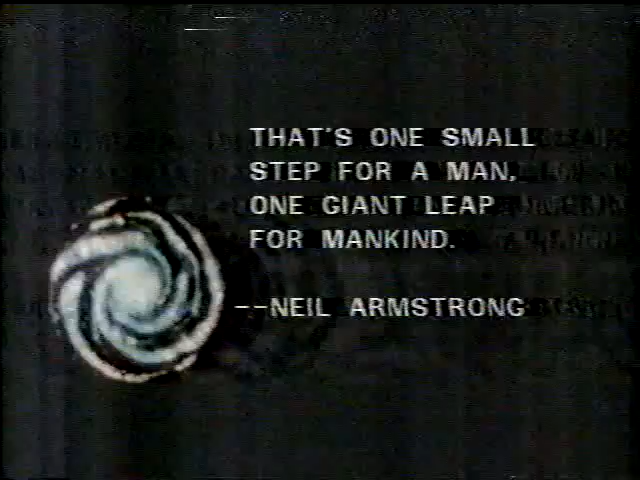 THAT'S ONE SMALL
STEP FOR A MAN,
ONE GIANT LEAP
FOR MANKIND.
--NEIL ARMSTRONG